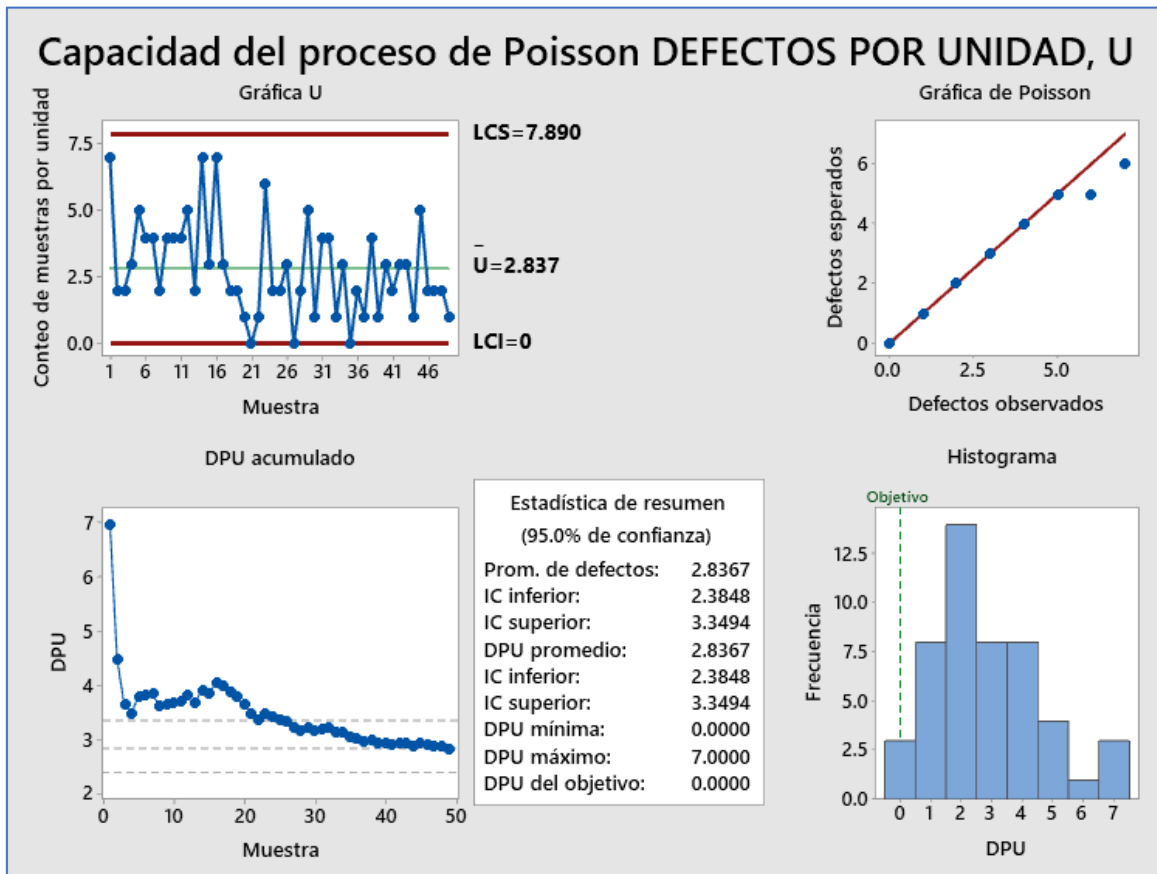 Capacidad del proceso de Poisson DEFECTOS POR UNIDAD, U
Gráfica U
Conteo de muestras por unidad
7.5
5.0
2.5
0.0
1 6 11 16 21 26 31 36 41 46
Muestra
LCS=7.890
_
U=2.837
LCI=0
Gráfica de Poisson
Defectos esperados
6
4
2
0
0.0 2.5 5.0
Defectos observados
DPU acumulado
DPU
7
6
5
4
3
2
0 10 20 30 40 50
Muestra
Estadística de resumen
(95.0% de confianza)
Prom. de defectos: 2.8367
IC inferior: 2.3848
IC superior: 3.3494
DPU promedio: 2.8367
IC inferior: 2.3848
IC superior: 3.3494
DPU mínima: 0.0000
DPU máximo: 7.0000
DPU del objetivo: 0.0000
Histograma
Objetivo
Frecuencia
12.5
10.0
7.5
5.0
2.5
0.0
0 1 2 3 4 5 6 7
DPU